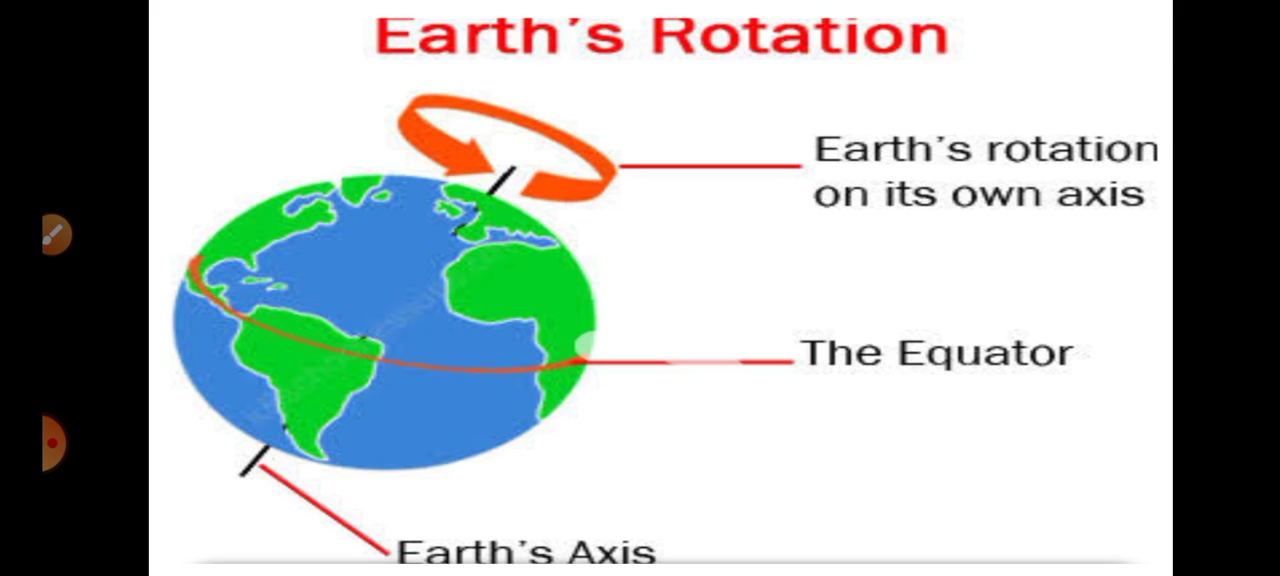 Earth's Rotation
Earth's rotation
on its own axis
The Equator
Earth's Axis